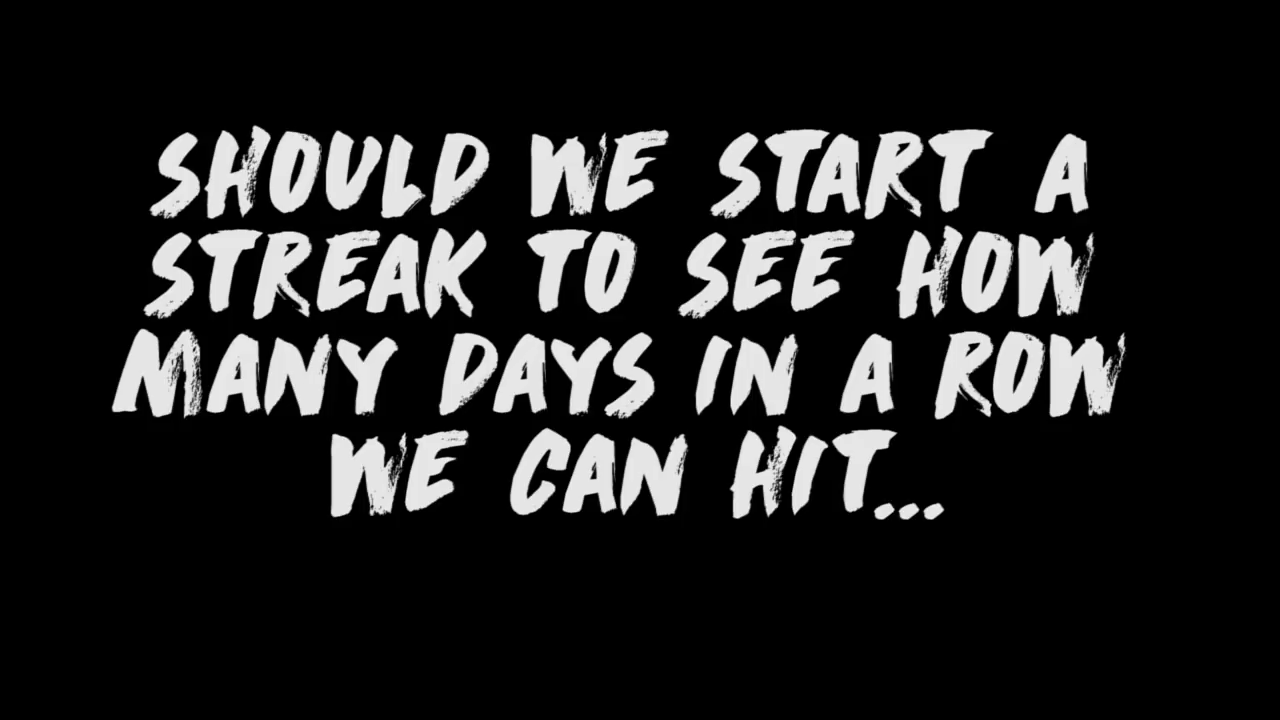 SHOULD WE START A
STREAK TO SEE HOW
MANY DAYS IN A ROW
WE CAN HIT...